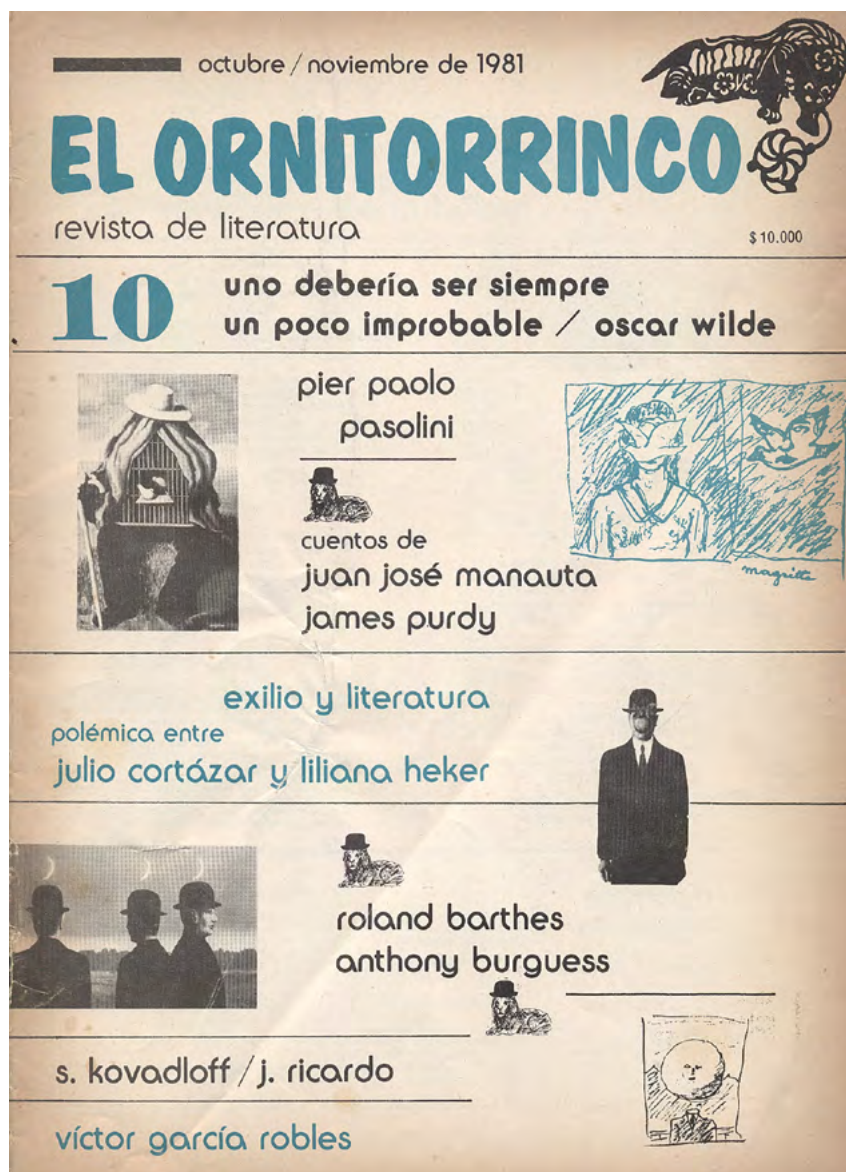 octubre / noviembre de 1981
EL ORNITORRINCO
revista de literatura
$ 10.000
10
uno debería ser siempre
un poco improbable / oscar wilde
pier paolo
pasolini
cuentos de
juan josé manauta
james purdy
magritte
exilio y literatura
polémica entre
julio cortázar y liliana heker
roland barthes
anthony burguess
s. kovadloff / j. ricardo
víctor garcía robles